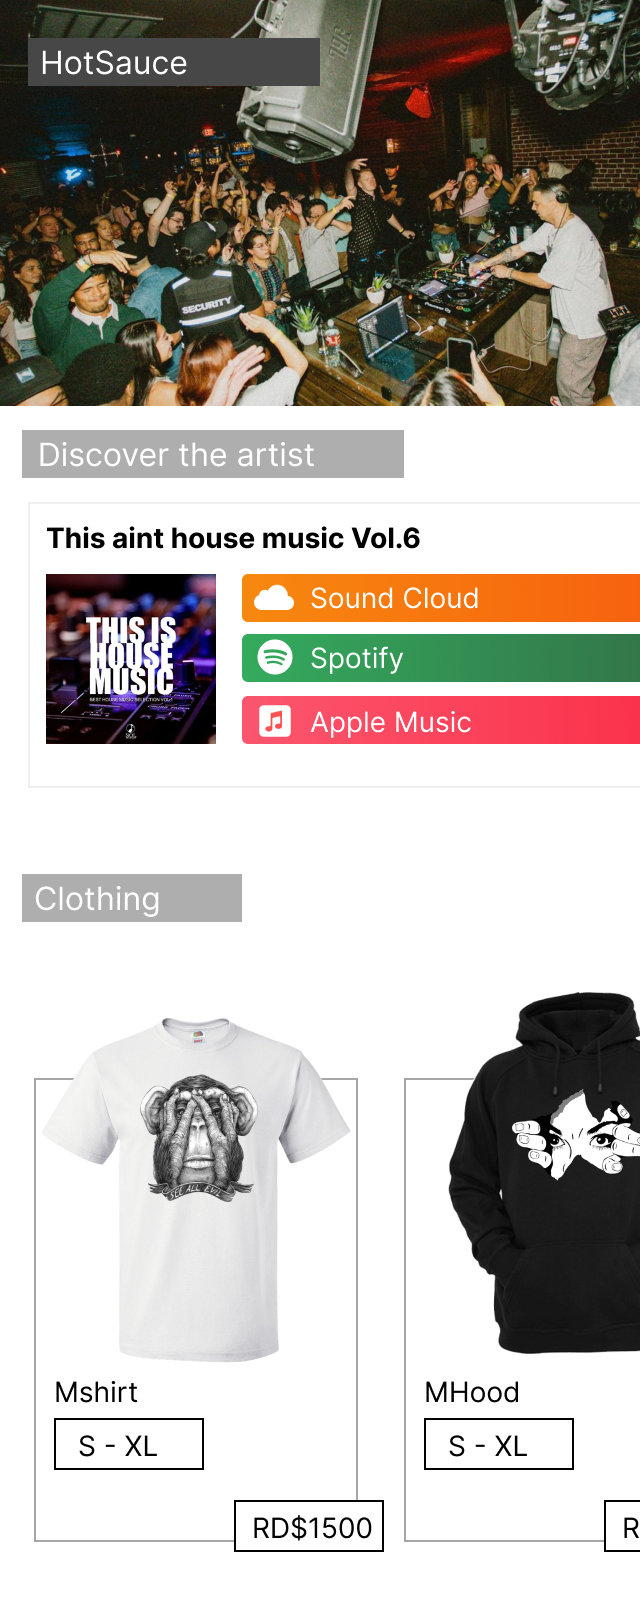 HotSauce
SECURITY
Discover the artist
This aint house music Vol.6
THIS IS
HOUSE
MUSIC
Sound Cloud
Spotify
Apple Music
Clothing
SEE ALL EVIL
Mshirt
MHood
S - XL
S - XL
RD$1500
R